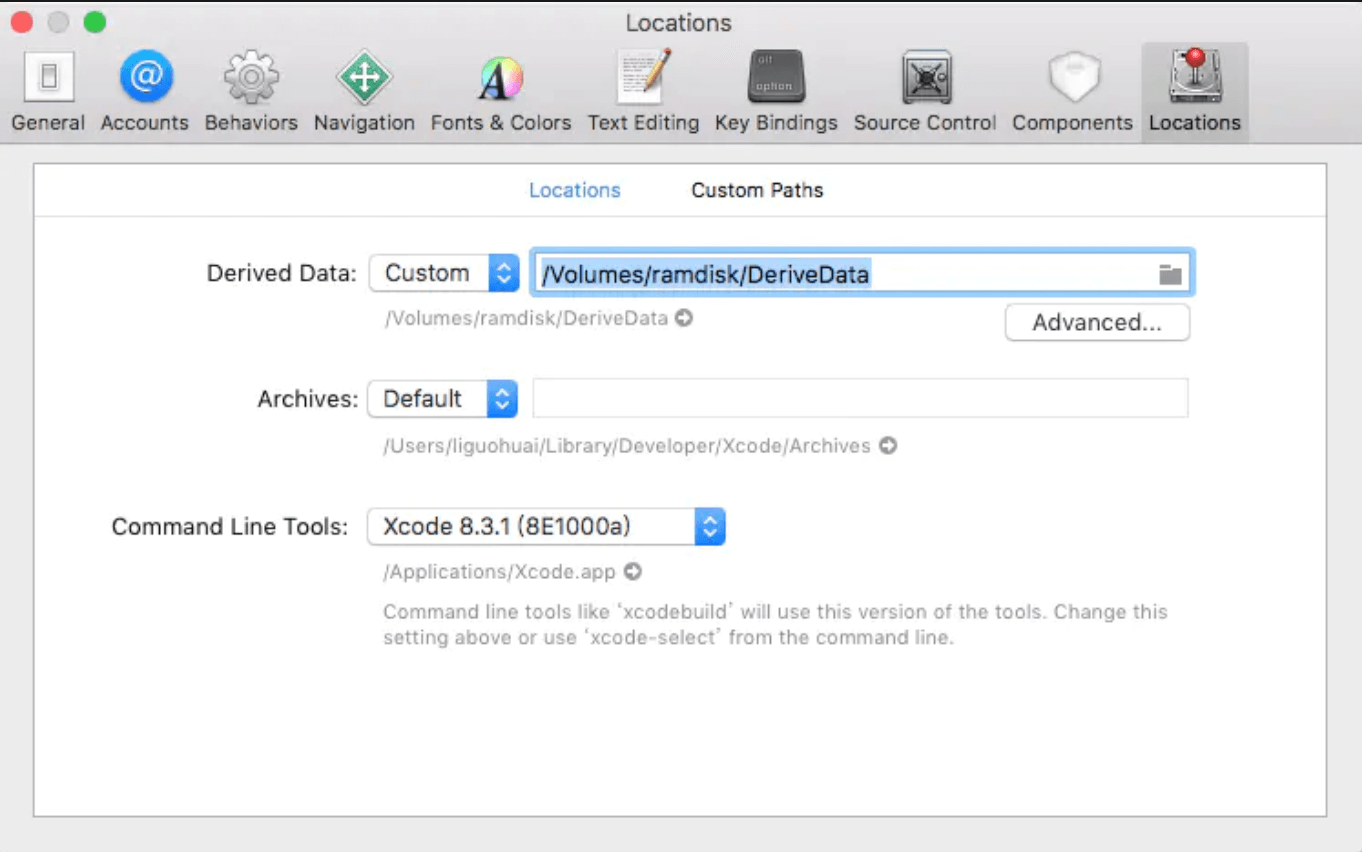 Locations
General Accounts Behaviors Navigation Fonts & Colors Text Editing Key Bindings Source Control Components Locations
alt
option
Locations Custom Paths
Derived Data: Custom /Volumes/ramdisk/DeriveData
/Volumes/ramdisk/DeriveData
Advanced...
Archives: Default
/Users/liguohuai/Library/Developer/Xcode/Archives
Command Line Tools: Xcode 8.3.1 (8E1000a)
/Applications/Xcode.app
Command line tools like ‘xcodebuild’ will use this version of the tools. Change this
setting above or use ‘xcode-select’ from the command line.